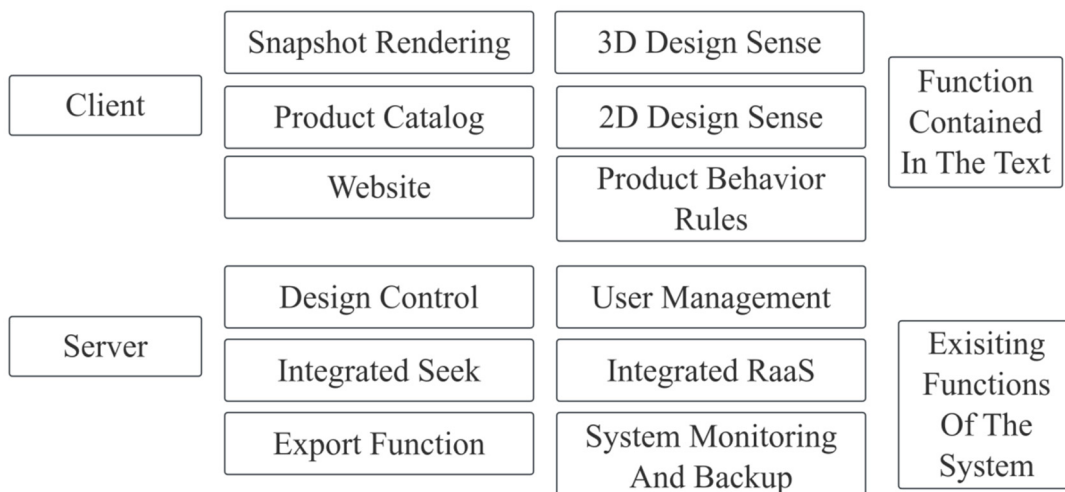 Snapshot Rendering
3D Design Sense
Client
Product Catalog
2D Design Sense
Function
Contained
In The Text
Website
Product Behavior
Rules
Design Control
User Management
Server
Integrated Seek
Integrated RaaS
Exisiting
Functions
Of The
System
Export Function
System Monitoring
And Backup